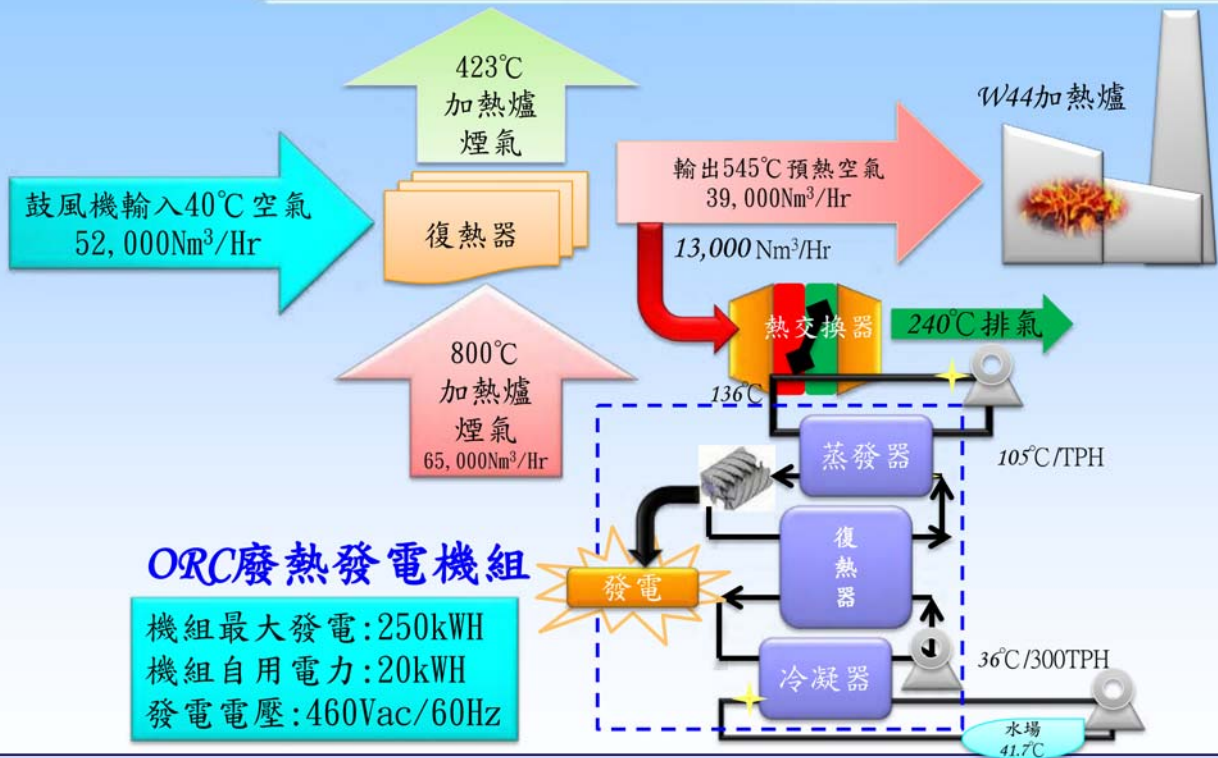 423℃
加熱爐
煙氣
W44加熱爐
鼓風機輸入40℃空氣
52,000Nm³/Hr
復熱器
輸出545℃預熱空氣
39,000Nm³/Hr
13,000 Nm³/Hr
熱交換器
240℃排氣
800℃
加熱爐
煙氣
65,000Nm³/Hr
136℃
蒸發器
105℃/TPH
復
熱
器
ORC廢熱發電機組
發電
機組最大發電:250kWH
機組自用電力:20kWH
發電電壓:460Vac/60Hz
冷凝器
36℃/300TPH
水場
41.7℃